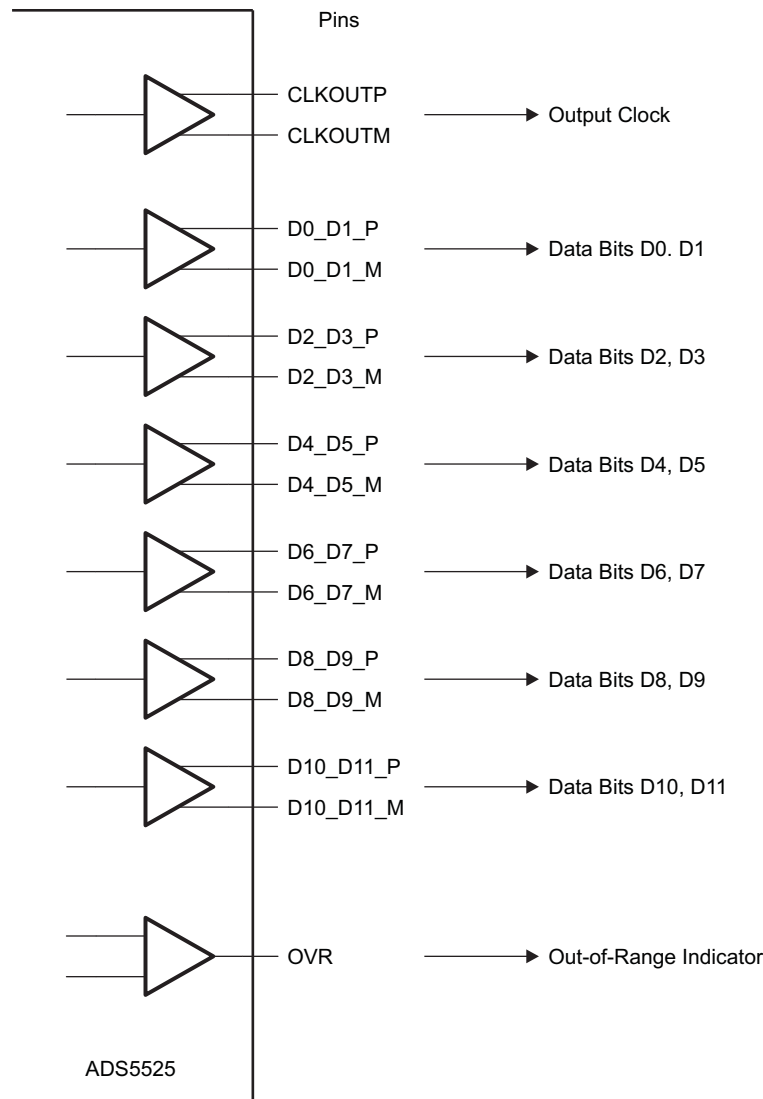 Pins
CLKOUTP
CLKOUTM
Output Clock
D0_D1_P
D0_D1_M
Data Bits D0. D1
D2_D3_P
D2_D3_M
Data Bits D2, D3
D4_D5_P
D4_D5_M
Data Bits D4, D5
D6_D7_P
D6_D7_M
Data Bits D6, D7
D8_D9_P
D8_D9_M
Data Bits D8, D9
D10_D11_P
D10_D11_M
Data Bits D10, D11
OVR
Out-of-Range Indicator
ADS5525